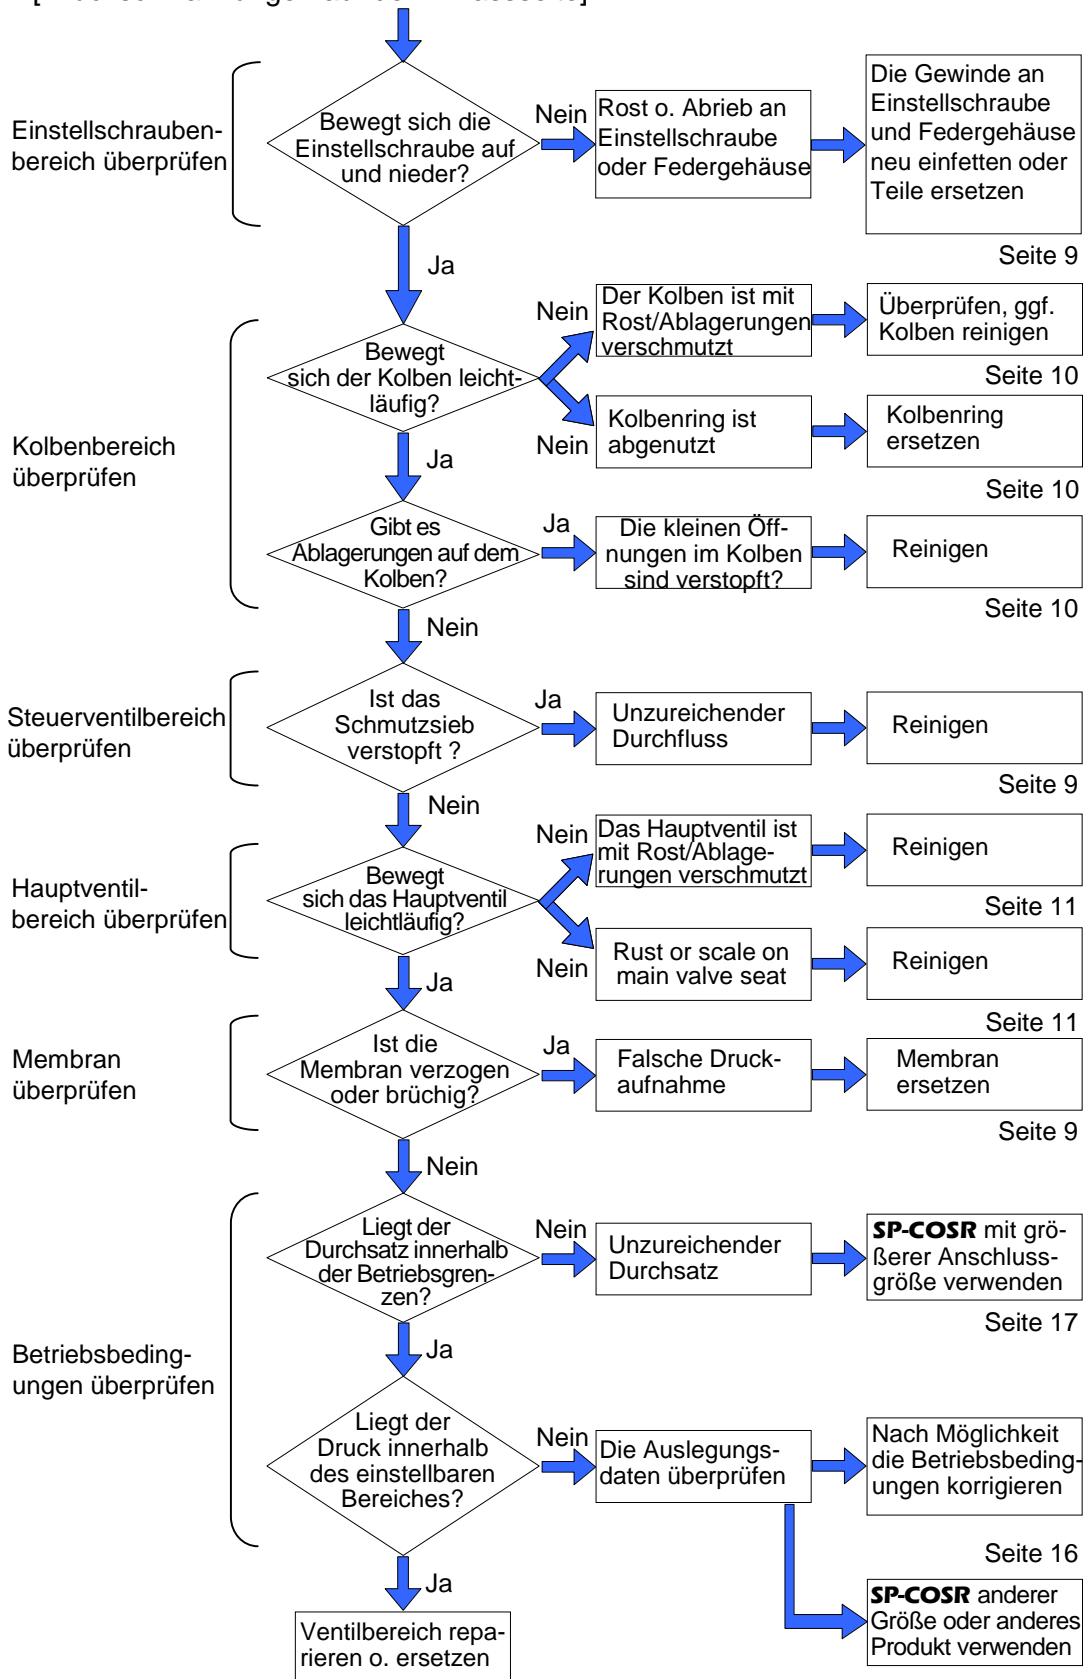 Einstellschrauben-
bereich überprüfen
Bewegt sich die
Einstellschraube auf
und nieder?
Nein
Rost o. Abrieb an
Einstellschraube
oder Federgehäuse
Die Gewinde an
Einstellschraube
und Federgehäuse
neu einfetten oder
Teile ersetzen
Seite 9
Ja
Kolbenbereich
überprüfen
Bewegt
sich der Kolben leicht-
läufig?
Nein
Der Kolben ist mit
Rost/Ablagerungen
verschmutzt
Überprüfen, ggf.
Kolben reinigen
Seite 10
Nein
Kolbenring ist
abgenutzt
Kolbenring
ersetzen
Seite 10
Ja
Gibt es
Ablagerungen auf dem
Kolben?
Ja
Die kleinen Öff-
nungen im Kolben
sind verstopft?
Reinigen
Seite 10
Nein
Steuerventilbereich
überprüfen
Ist das
Schmutzsieb
verstopft ?
Ja
Unzureichender
Durchfluss
Reinigen
Seite 9
Nein
Hauptventil-
bereich überprüfen
Bewegt
sich das Hauptventil
leichtläufig?
Nein
Das Hauptventil ist
mit Rost/Ablage-
rungen verschmutzt
Reinigen
Seite 11
Nein
Rust or scale on
main valve seat
Reinigen
Seite 11
Ja
Membran
überprüfen
Ist die
Membran verzogen
oder brüchig?
Ja
Falsche Druck-
aufnahme
Membran
ersetzen
Seite 9
Nein
Betriebsbeding-
ungen überprüfen
Liegt der
Durchsatz innerhalb
der Betriebsgren-
zen?
Nein
Unzureichender
Durchsatz
SP-COSR mit grö-
ßerer Anschluss-
größe verwenden
Seite 17
Ja
Liegt der
Druck innerhalb
des einstellbaren
Bereiches?
Nein
Die Auslegungs-
daten überprüfen
Nach Möglichkeit
die Betriebsbeding-
ungen korrigieren
Seite 16
SP-COSR anderer
Größe oder anderes
Produkt verwenden
Ja
Ventilbereich repa-
rieren o. ersetzen